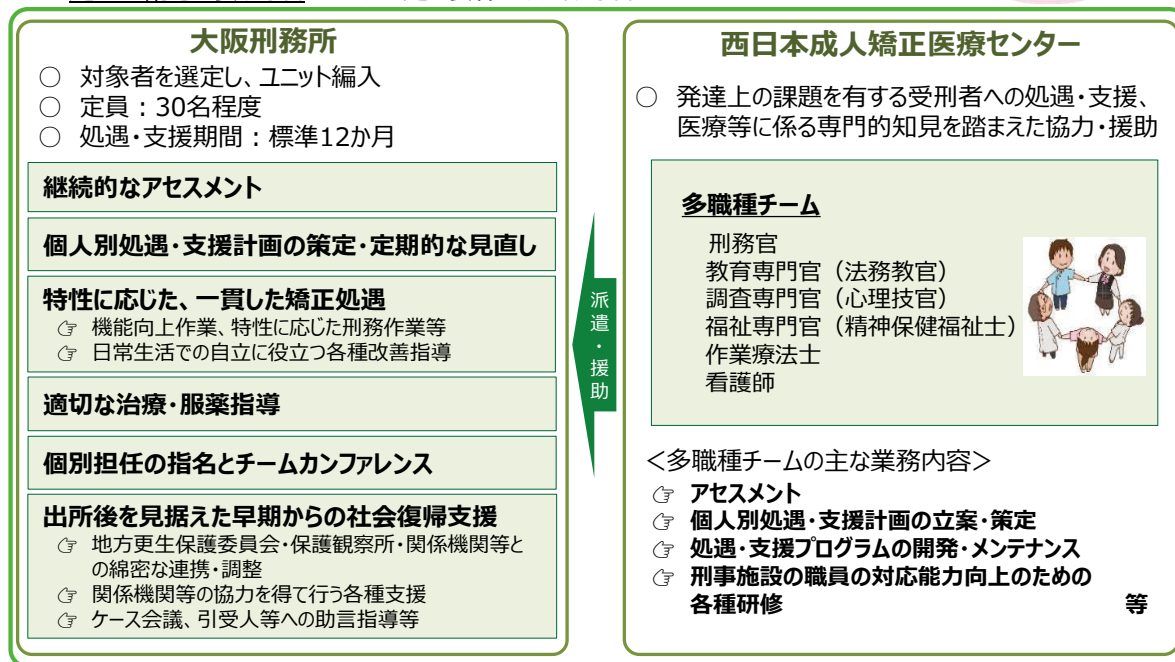 大阪刑務所
○ 対象者を選定し、ユニット編入
○ 定員：30名程度
○ 処遇・支援期間：標準12か月
継続的なアセスメント
個人別処遇・支援計画の策定・定期的な見直し
特性に応じた、一貫した矯正処遇
☞ 機能向上作業、特性に応じた刑務作業等
☞ 日常生活での自立に役立つ各種改善指導
適切な治療・服薬指導
個別担任の指名とチームカンファレンス
出所後を見据えた早期からの社会復帰支援
☞ 地方更生保護委員会・保護観察所・関係機関等と
の綿密な連携・調整
☞ 関係機関等の協力を得て行う各種支援
☞ ケース会議、引受人等への助言指導等
派遣・援助
西日本成人矯正医療センター
○ 発達上の課題を有する受刑者への処遇・支援、
医療等に係る専門的知見を踏まえた協力・援助
多職種チーム
刑務官
教育専門官（法務教官）
調査専門官（心理技官）
福祉専門官（精神保健福祉士）
作業療法士
看護師
＜多職種チームの主な業務内容＞
☞ アセスメント
☞ 個人別処遇・支援計画の立案・策定
☞ 処遇・支援プログラムの開発・メンテナンス
☞ 刑事施設の職員の対応能力向上のための
各種研修 等